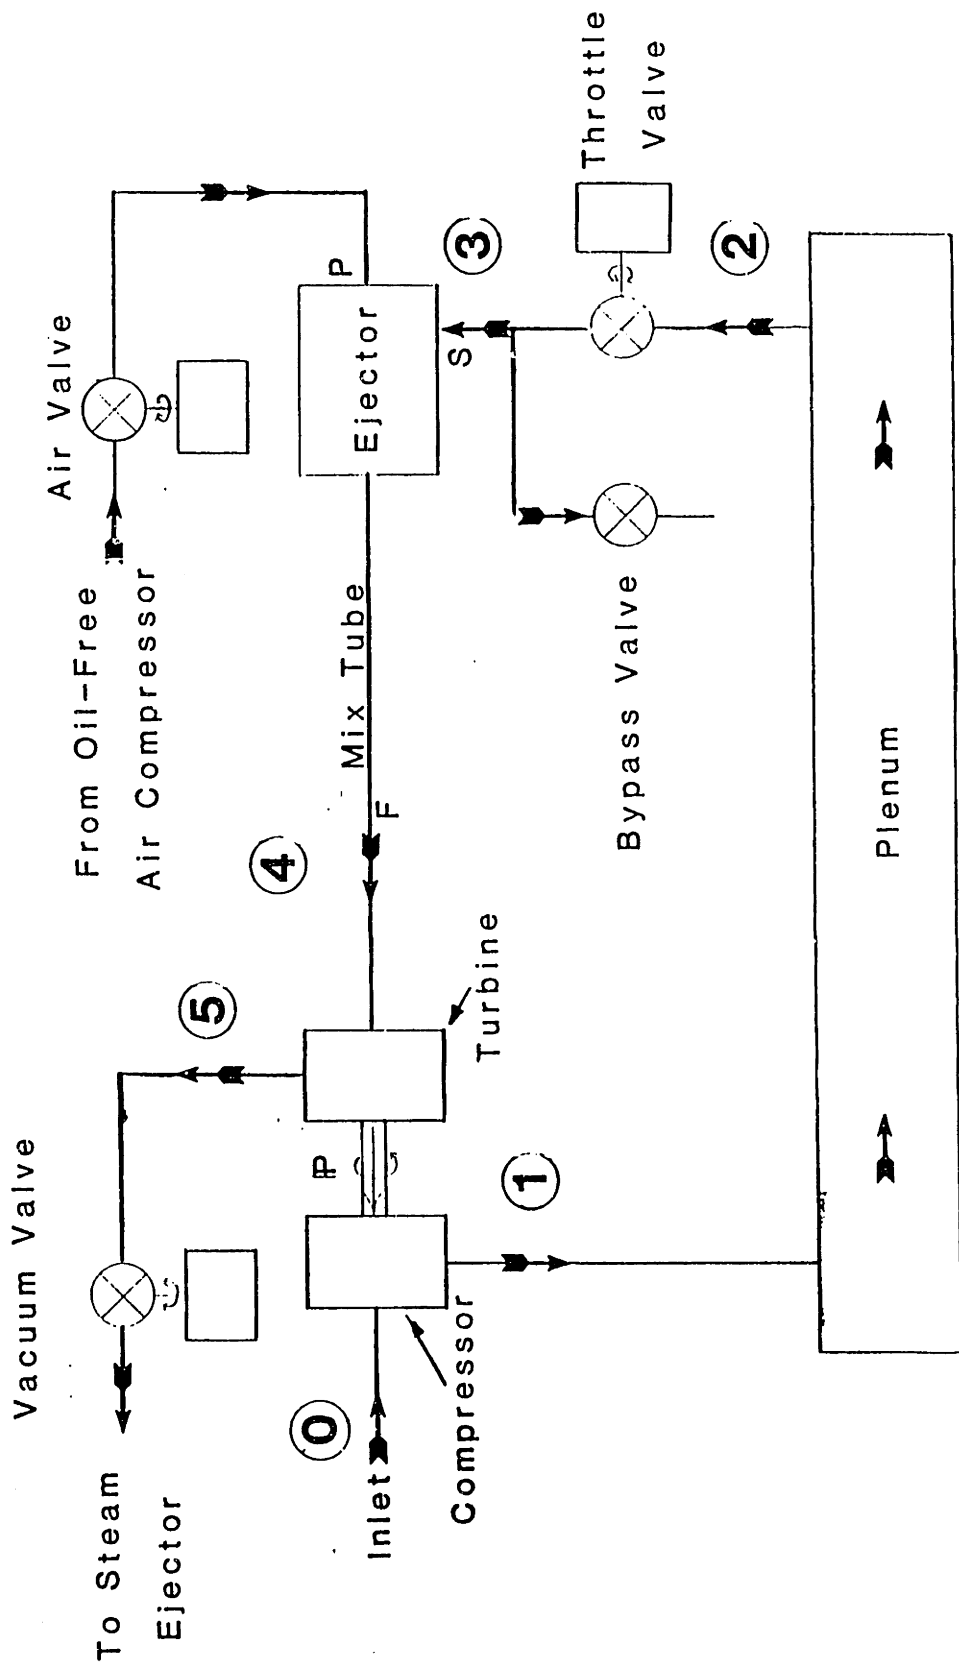 Vacuum Valve
To Steam
Ejector
5
Turbine
P
0
Inlet
Compressor
1
4
From Oil-Free
Air Compressor
Air Valve
Mix Tube
F
Ejector
P
S
3
Bypass Valve
Throttle
Valve
2
Plenum